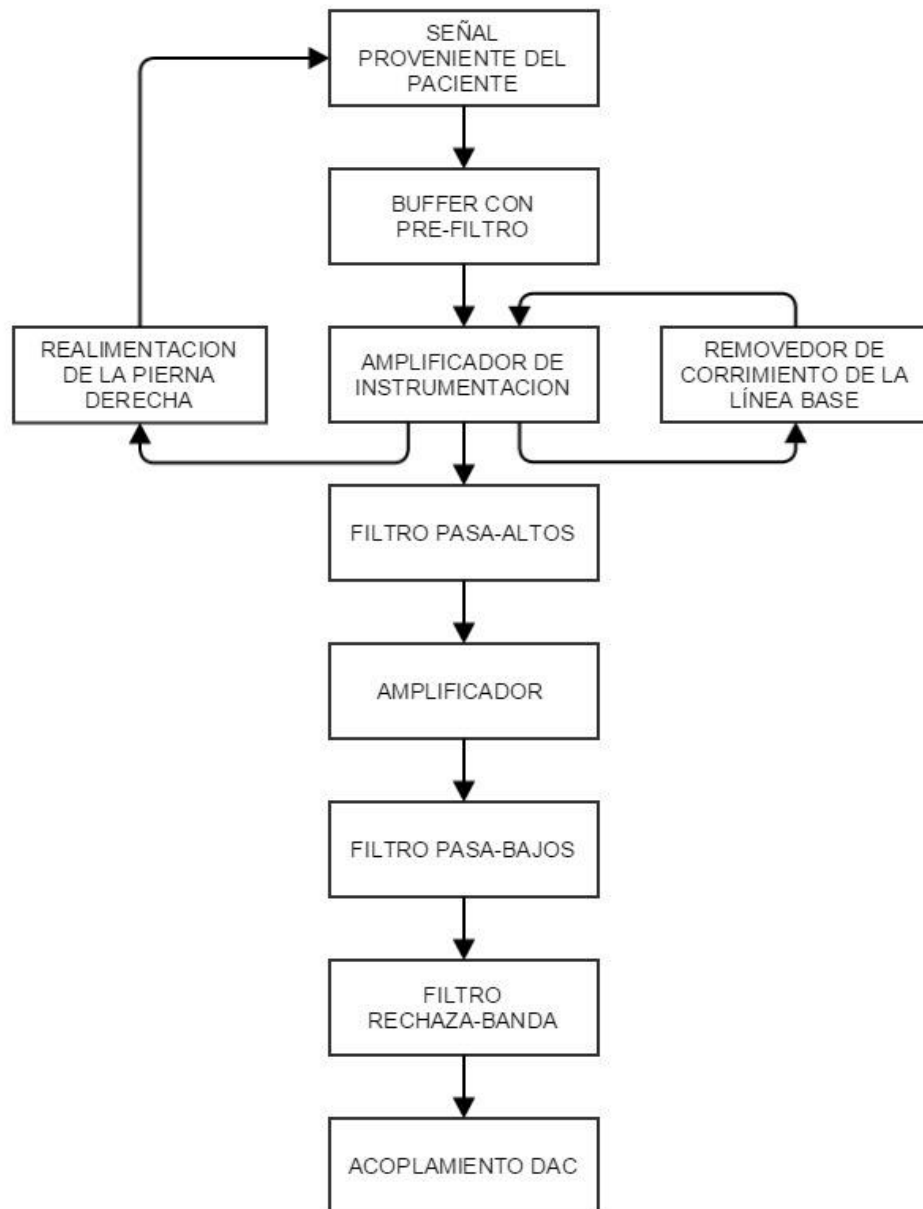 SEÑAL
PROVENIENTE DEL
PACIENTE
BUFFER CON
PRE-FILTRO
REALIMENTACION
DE LA PIERNA
DERECHA
AMPLIFICADOR DE
INSTRUMENTACION
REMOVEDOR DE
CORRIMIENTO DE LA
LÍNEA BASE
FILTRO PASA-ALTOS
AMPLIFICADOR
FILTRO PASA-BAJOS
FILTRO
RECHAZA-BANDA
ACOPLAMIENTO DAC